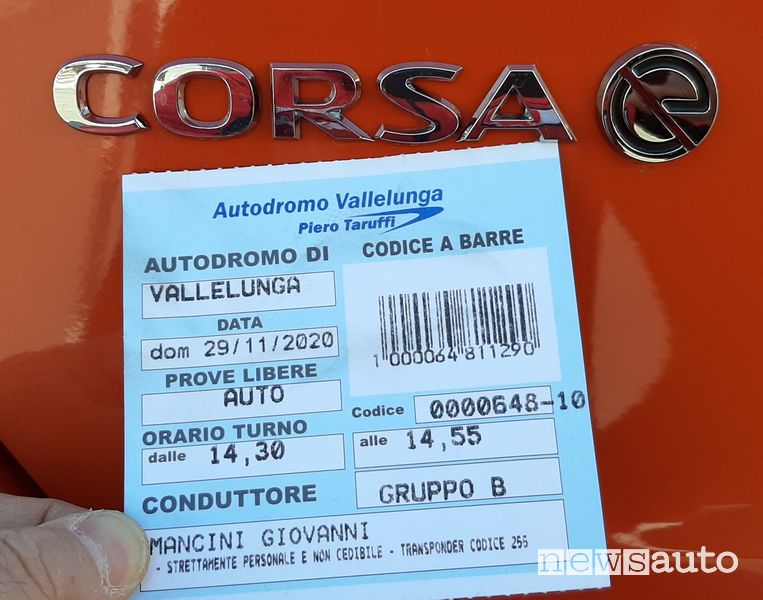 CORSA e
Autodromo Vallelunga
Piero Taruffi
AUTODROMO DI
VALLELUNGA
CODICE A BARRE
1 000064 811290
DATA
dom 29/11/2020
PROVE LIBERE
AUTO
Codice 0000648-10
ORARIO TURNO
dalle 14,30
alle 14,55
CONDUTTORE
GRUPPO B
MANCINI GIOVANNI
- STRETTAMENTE PERSONALE E NON CEDIBILE - TRANSPONDER CODICE 255
newsauto